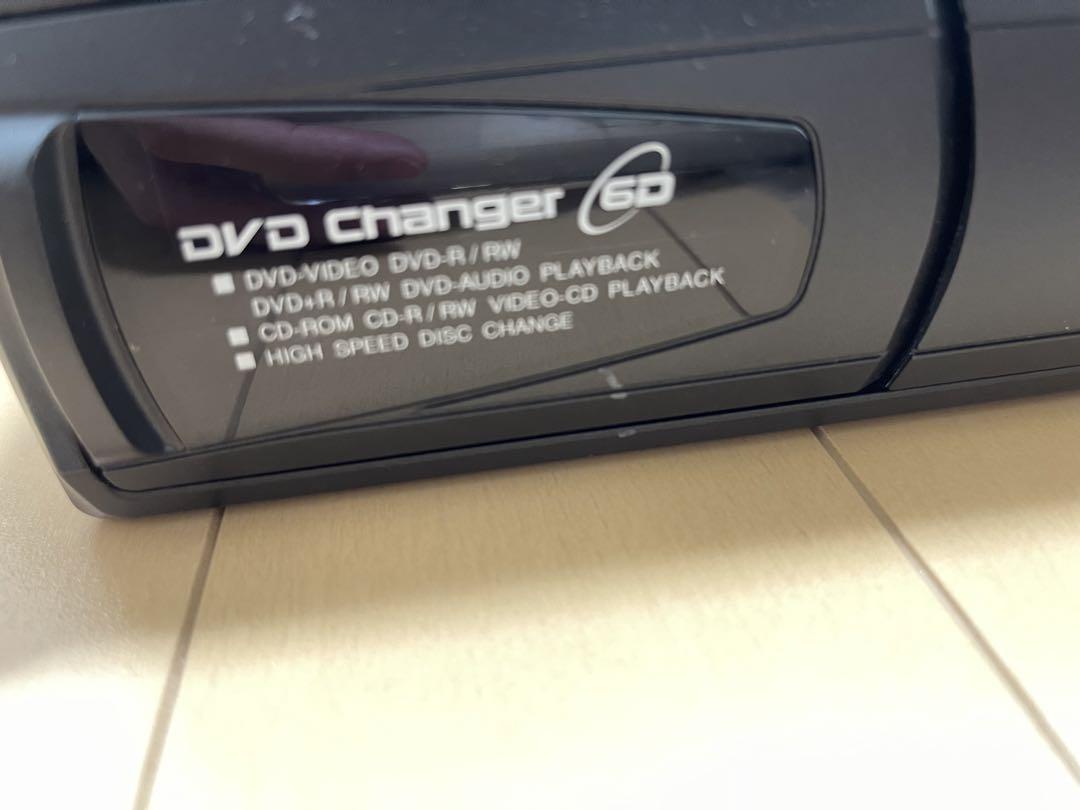 DVD Changer 6D
■ DVD-VIDEO DVD-R / RW
DVD+R / RW DVD-AUDIO PLAYBACK
■ CD-ROM CD-R / RW VIDEO-CD PLAYBACK
■ HIGH SPEED DISC CHANGE